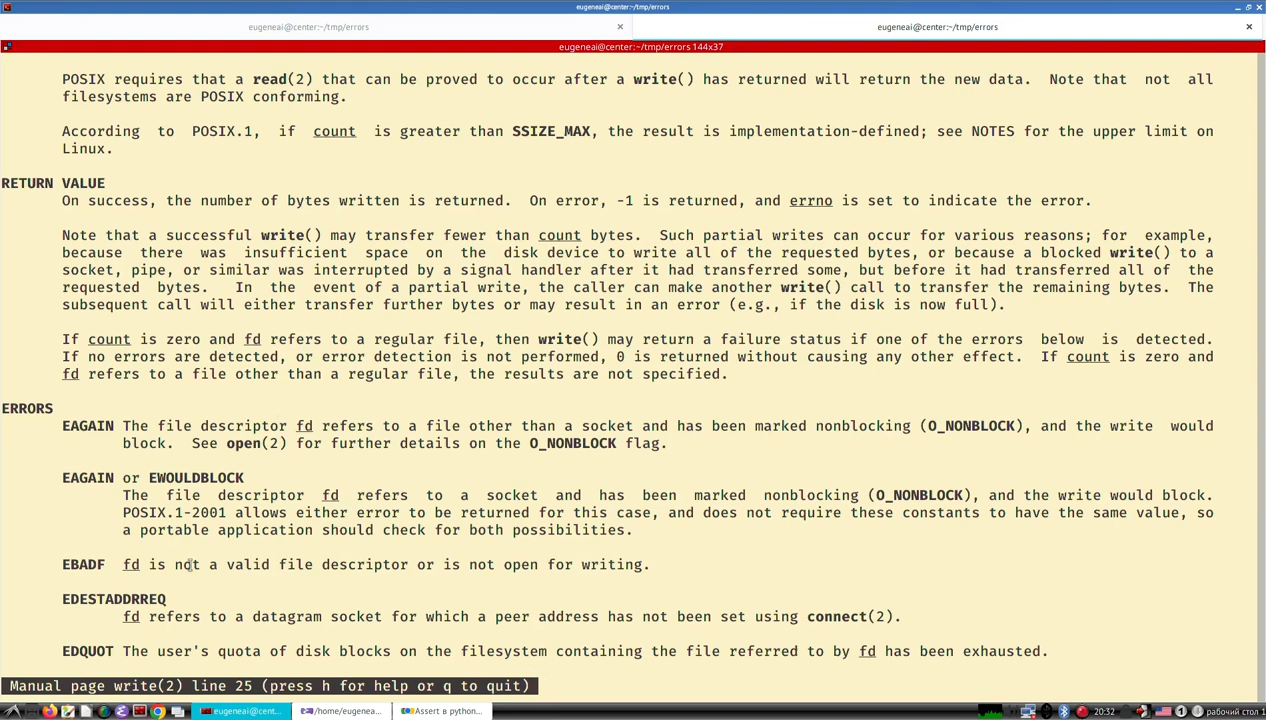 eugeneai@center:~/tmp/errors
eugeneai@center:~/tmp/errors eugeneai@center:~/tmp/errors
eugeneai@center:~/tmp/errors 144x37
POSIX requires that a read(2) that can be proved to occur after a write() has returned will return the new data. Note that not all
filesystems are POSIX conforming.
According to POSIX.1, if count is greater than SSIZE_MAX, the result is implementation-defined; see NOTES for the upper limit on
Linux.
RETURN VALUE
On success, the number of bytes written is returned. On error, -1 is returned, and errno is set to indicate the error.
Note that a successful write() may transfer fewer than count bytes. Such partial writes can occur for various reasons; for example,
because there was insufficient space on the disk device to write all of the requested bytes, or because a blocked write() to a
socket, pipe, or similar was interrupted by a signal handler after it had transferred some, but before it had transferred all of the
requested bytes. In the event of a partial write, the caller can make another write() call to transfer the remaining bytes. The
subsequent call will either transfer further bytes or may result in an error (e.g., if the disk is now full).
If count is zero and fd refers to a regular file, then write() may return a failure status if one of the errors below is detected.
If no errors are detected, or error detection is not performed, 0 is returned without causing any other effect. If count is zero and
fd refers to a file other than a regular file, the results are not specified.
ERRORS
EAGAIN The file descriptor fd refers to a file other than a socket and has been marked nonblocking (O_NONBLOCK), and the write would
block. See open(2) for further details on the O_NONBLOCK flag.
EAGAIN or EWOULDBLOCK
The file descriptor fd refers to a socket and has been marked nonblocking (O_NONBLOCK), and the write would block.
POSIX.1-2001 allows either error to be returned for this case, and does not require these constants to have the same value, so
a portable application should check for both possibilities.
EBADF fd is not a valid file descriptor or is not open for writing.
EDESTADDRREQ
fd refers to a datagram socket for which a peer address has not been set using connect(2).
EDQUOT The user's quota of disk blocks on the filesystem containing the file referred to by fd has been exhausted.
Manual page write(2) line 25 (press h for help or q to quit)
eugeneai@cent... /home/eugenea... Assert в python... 20:32 1 рабочий стол 1